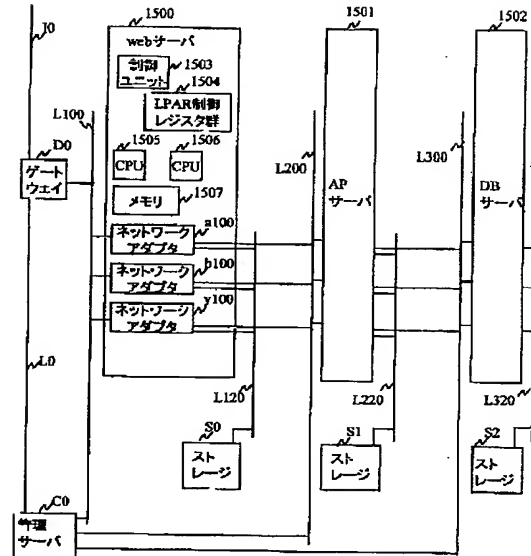 I0
1500
1501
1502
webサーバ
制御
ユニット
1503
1504
LPAR制御
レジスタ群
L100
1505
1506
CPU
CPU
D0
ゲート
ウェイ
メモリ
1507
L200
AP
サーバ
L300
DB
サーバ
ネットワーク
アダプタ
a100
ネットワーク
アダプタ
b100
ネットワーク
アダプタ
y100
L0
L120
L220
L320
S0
スト
レージ
S1
スト
レージ
S2
スト
レージ
C0
管理
サーバ